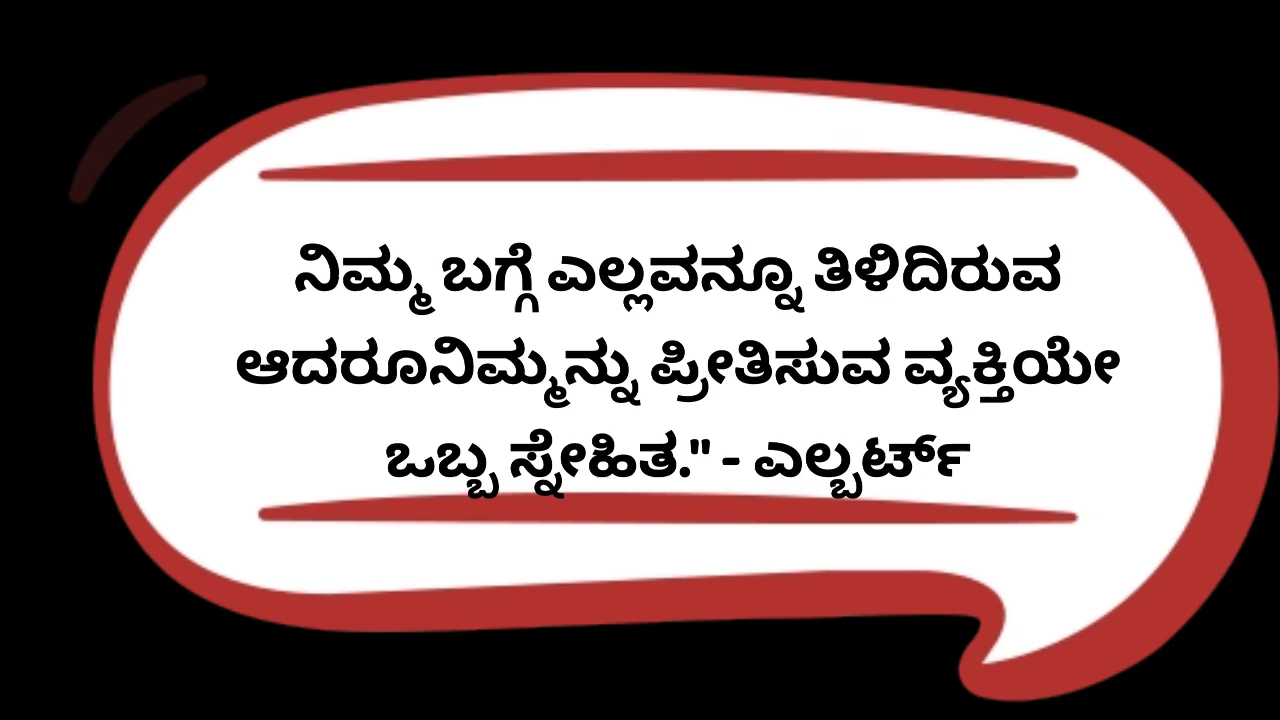 ನಿಮ್ಮ ಬಗ್ಗೆ ಎಲ್ಲವನ್ನೂ ತಿಳಿದಿರುವ
ಆದರೂನಿಮ್ಮನ್ನು ಪ್ರೀತಿಸುವ ವ್ಯಕ್ತಿಯೇ
ಒಬ್ಬ ಸ್ನೇಹಿತ." - ಎಲ್ಬರ್ಟ್